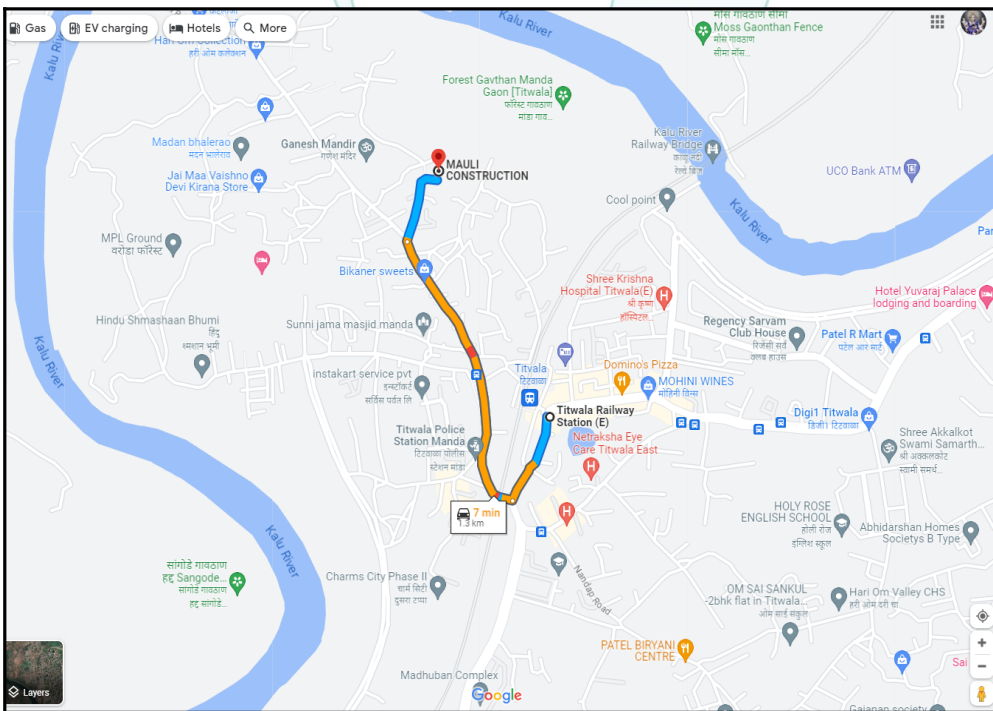 Gas
EV charging
Hotels
More
Hari Om Collection
हरी ओम कलेक्शन
Kalu River
Kalu River
Moss Gaonthan Fence
मोस गावठाण
सीमा मॉस...
Forest Gavthan Manda
Gaon [Titwala]
फॉरेस्ट गावठाण
मांडा गाव...
Madan bhalerao
मदन भालेराव
Ganesh Mandir
गणेश मंदिर
MAULI
CONSTRUCTION
Kalu River
Railway Bridge
काळू नदी
रेल्वे ब्रिज
UCO Bank ATM
Jai Maa Vaishno
Devi Kirana Store
Cool point
Kalu River
MPL Ground
वरोडा फॉरेस्ट
Bikaner sweets
Shree Krishna
Hospital Titwala(E)
श्री कृष्ण
हॉस्पिटल...
Hotel Yuvaraj Palace
lodging and boarding
Hindu Shmashaan Bhumi
हिंदू
श्मशान भूमी
Sunni jama masjid manda
Regency Sarvam
Club House
रिजेंसी सर्व
क्लब हाउस
Patel R Mart
पटेल आर मार्ट
Kalu River
instakart service pvt
इन्स्टाकार्ट
सर्विस पर्वत लि
Titvala
टिटवाळा
Domino's Pizza
MOHINI WINES
मोहिनी विन्स
Titwala Railway
Station (E)
Digi1 Titwala
डिजी1 टिटवाळा
Titwala Police
Station Manda
टिटवाळा पोलीस
स्टेशन मांडा
Netraksha Eye
Care Titwala East
Shree Akkalkot
Swami Samarth...
श्री अक्कलकोट
स्वामी समर्थ...
7 min
1.3 km
HOLY ROSE
ENGLISH SCHOOL
होली रोज़
इंग्लिश स्कूल
Abhidarshan Homes
Societys B Type
Kalu River
सांगोडे गावठाण
हद्द Sangode...
सांगोडे गावठाण
हद्द सांगोडे...
Charms City Phase II
चार्म सिटी
दुसरा टप्पा
Nandap Road
OM SAI SANKUL
-2bhk flat in Titwala...
ओम साई संकुल
Hari Om Valley CHS
हरी ओम दरी चा
PATEL BIRYANI
CENTRE
Madhuban Complex
Layers
Google
Sai
Gajanan society